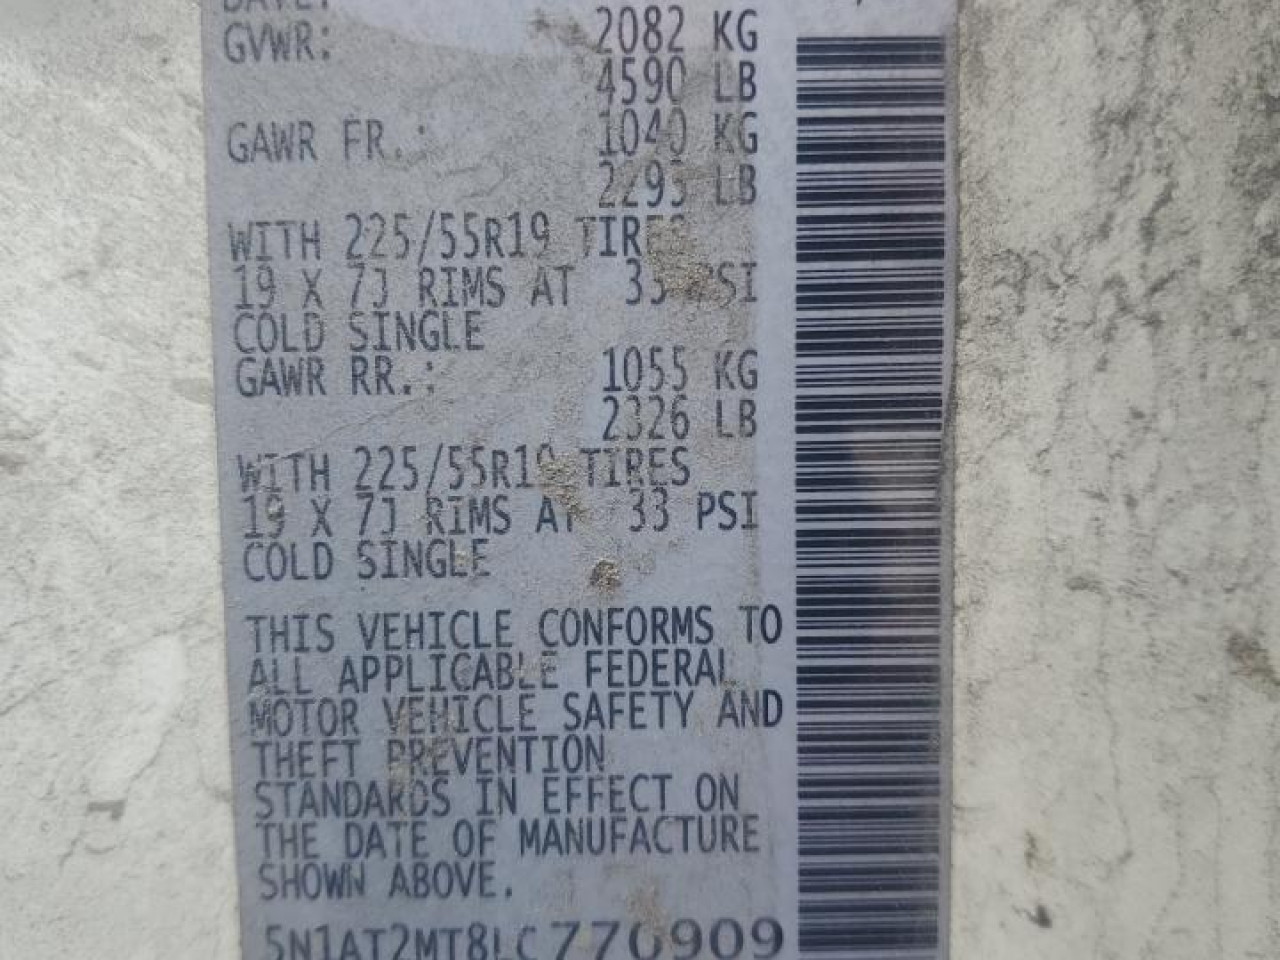 GVWR: 2082 KG
4590 LB
GAWR FR.: 1040 KG
2293 LB
WITH 225/55R19 TIRES
19 X 7J RIMS AT 33 PSI
COLD SINGLE
GAWR RR.: 1055 KG
2326 LB
WITH 225/55R19 TIRES
19 X 7J RIMS AT 33 PSI
COLD SINGLE
THIS VEHICLE CONFORMS TO
ALL APPLICABLE FEDERAL
MOTOR VEHICLE SAFETY AND
THEFT PREVENTION
STANDARDS IN EFFECT ON
THE DATE OF MANUFACTURE
SHOWN ABOVE.
5N1AT2MT8LC770909